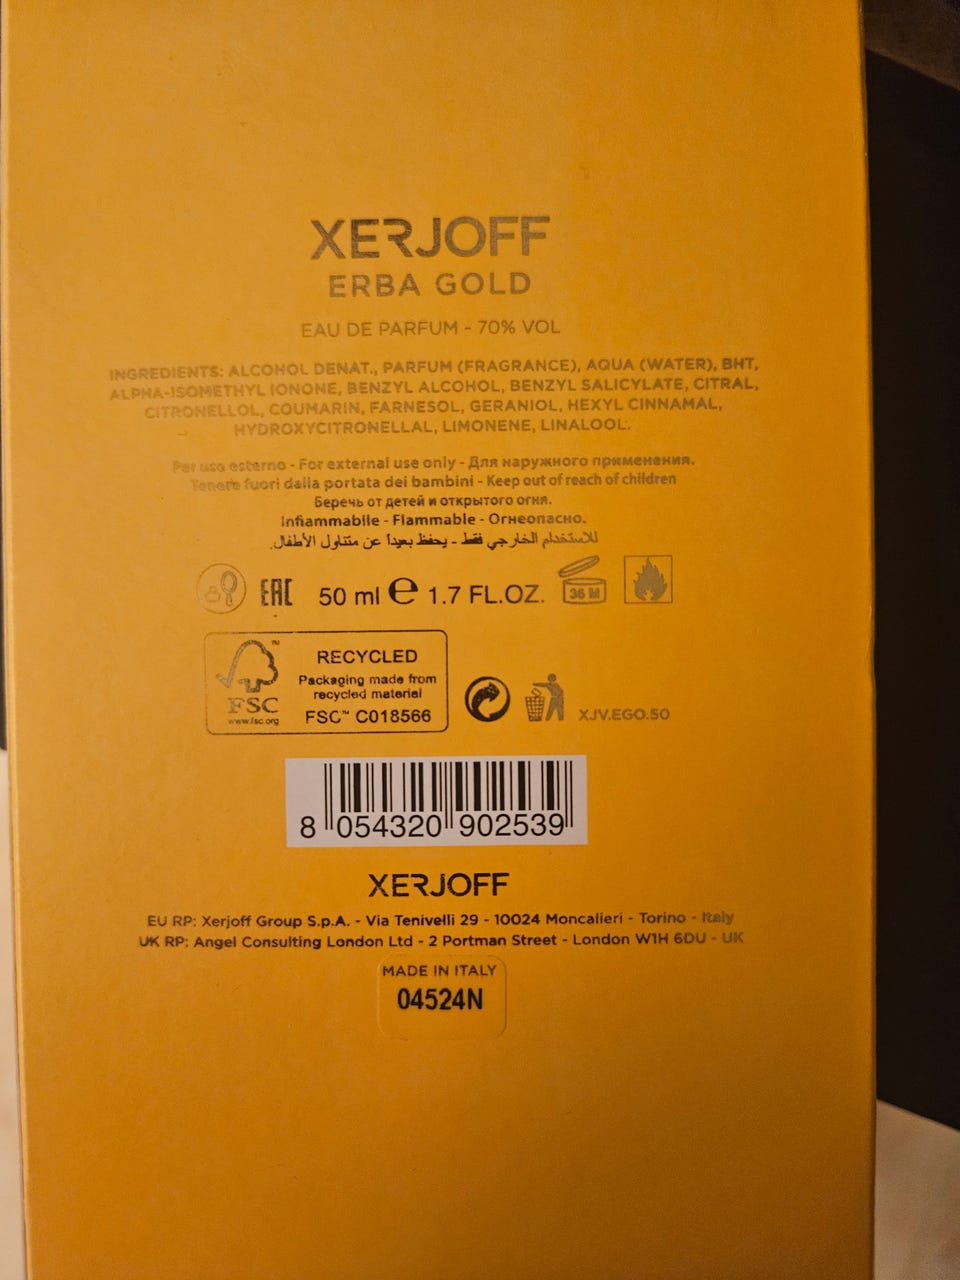 XERJOFF
ERBA GOLD
EAU DE PARFUM - 70% VOL
INGREDIENTS: ALCOHOL DENAT., PARFUM (FRAGRANCE), AQUA (WATER), BHT,
ALPHA-ISOMETHYL IONONE, BENZYL ALCOHOL, BENZYL SALICYLATE, CITRAL,
CITRONELLOL, COUMARIN, FARNESOL, GERANIOL, HEXYL CINNAMAL,
HYDROXYCITRONELLAL, LIMONENE, LINALOOL.
Per uso esterno - For external use only - Для наружного применения.
Tenere fuori dalla portata dei bambini - Keep out of reach of children
Беречь от детей и открытого огня.
Infiammabile - Flammable - Огнеопасно.
للاستخدام الخارجي فقط - يحفظ بعيداً عن متناول الأطفال.
EAC 50 ml e 1.7 FL.OZ. 36 M
FSC™
www.fsc.org
RECYCLED
Packaging made from
recycled material
FSC™ C018566
XJV.EGO.50
8 054320 902539
XERJOFF
EU RP: Xerjoff Group S.p.A. - Via Tenivelli 29 - 10024 Moncalieri - Torino - Italy
UK RP: Angel Consulting London Ltd - 2 Portman Street - London W1H 6DU - UK
MADE IN ITALY
04524N